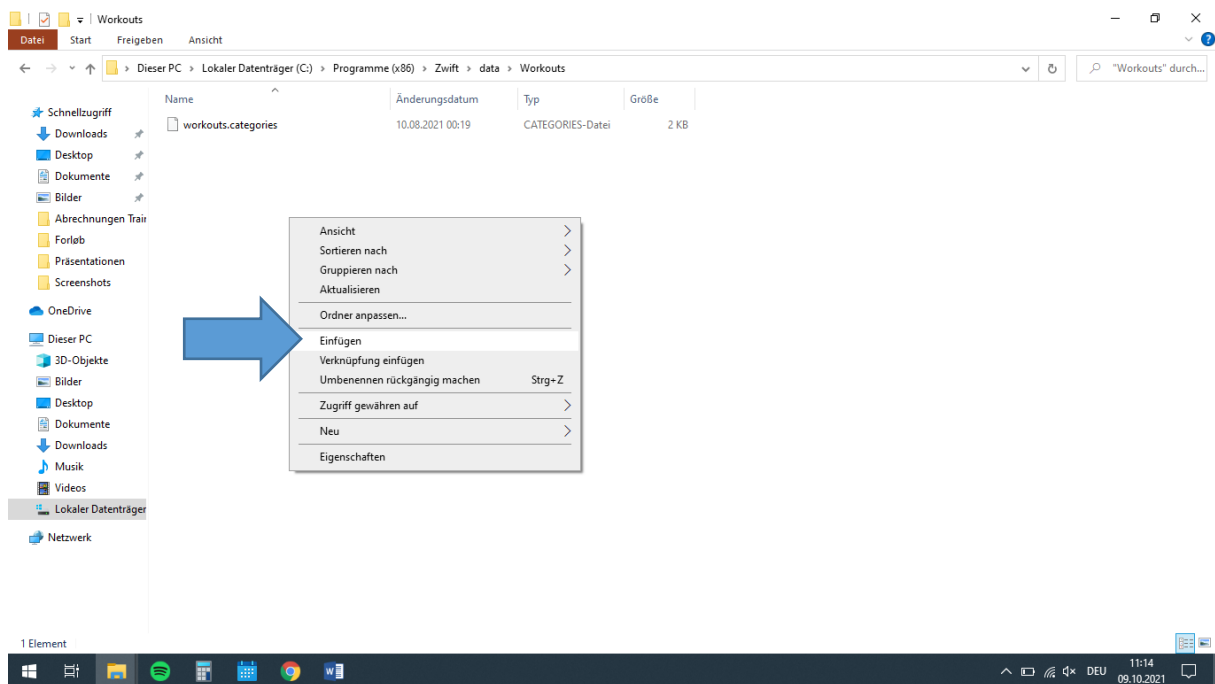 Workouts
Datei Start Freigeben Ansicht
Dieser PC > Lokaler Datenträger (C:) > Programme (x86) > Zwift > data > Workouts
"Workouts" durch...
Name Änderungsdatum Typ Größe
workouts.categories 10.08.2021 00:19 CATEGORIES-Datei 2 KB
Schnellzugriff
Downloads
Desktop
Dokumente
Bilder
Abrechnungen Train
Forløb
Präsentationen
Screenshots
OneDrive
Dieser PC
3D-Objekte
Bilder
Desktop
Dokumente
Downloads
Musik
Videos
Lokaler Datenträger
Netzwerk
Ansicht
Sortieren nach
Gruppieren nach
Aktualisieren
Ordner anpassen...
Einfügen
Verknüpfung einfügen
Umbenennen rückgängig machen Strg+Z
Zugriff gewähren auf
Neu
Eigenschaften
1 Element
DEU
11:14
09.10.2021